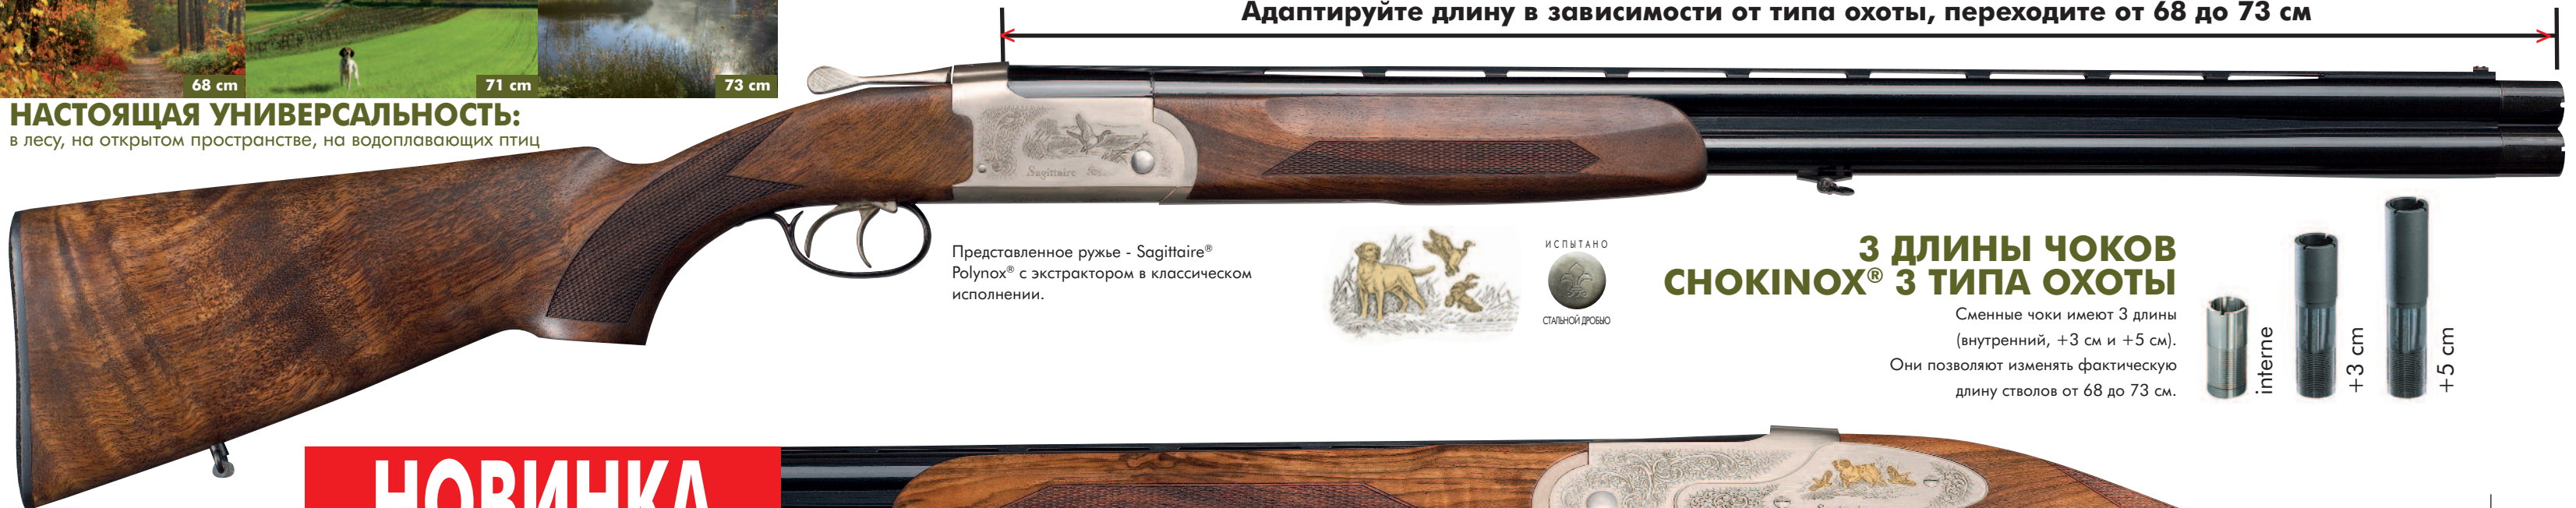 Адаптируйте длину в зависимости от типа охоты, переходите от 68 до 73 см
68 cm
71 cm
73 cm
НАСТОЯЩАЯ УНИВЕРСАЛЬНОСТЬ:
в лесу, на открытом пространстве, на водоплавающих птиц
Sagittaire
Представленное ружье - Sagittaire®
Polynox® с экстрактором в классическом
исполнении.
ИСПЫТАНО
СТАЛЬНОЙ ДРОБЬЮ
3 ДЛИНЫ ЧОКОВ
CHOKINOX® 3 ТИПА ОХОТЫ
Сменные чоки имеют 3 длины
(внутренний, +3 см и +5 см).
Они позволяют изменять фактическую
длину стволов от 68 до 73 см.
interne
+3 cm
+5 cm
НОВИНКА